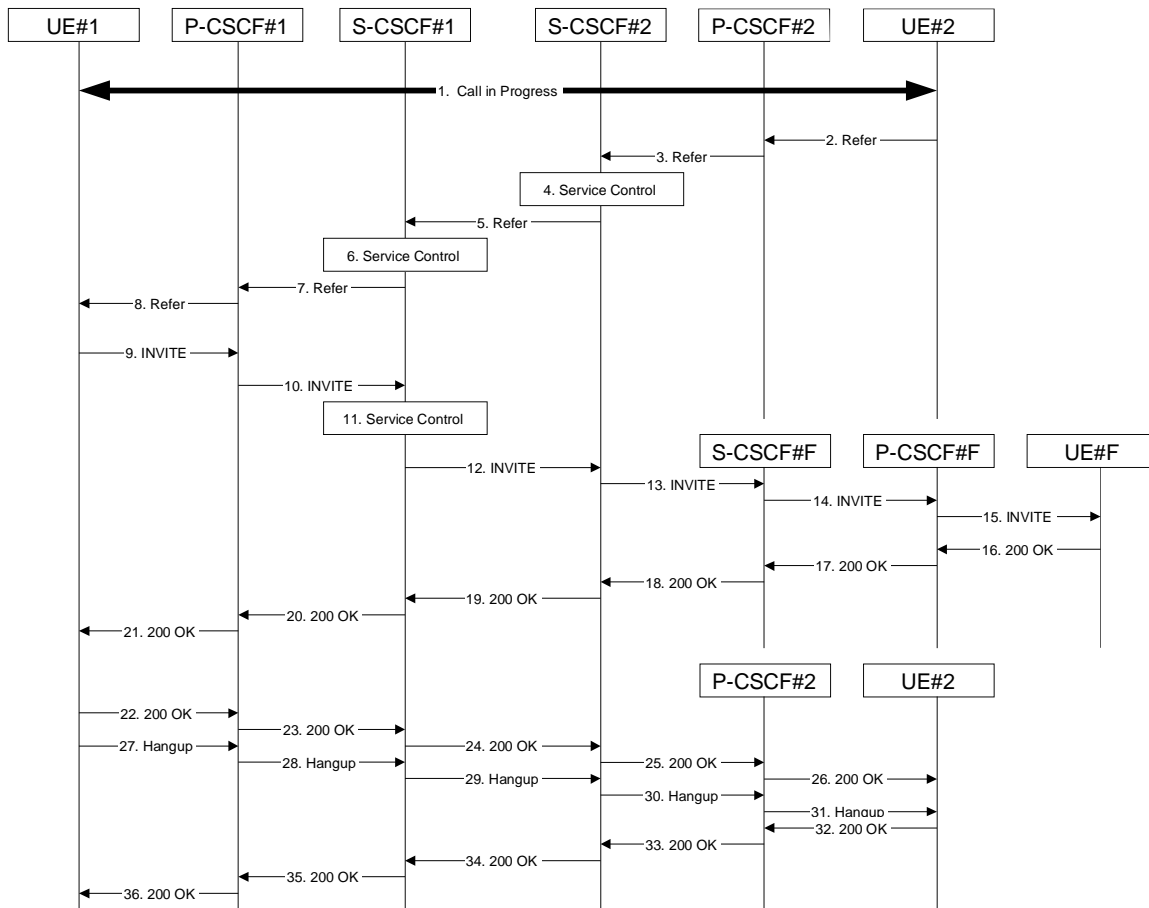 UE#1
P-CSCF#1
S-CSCF#1
S-CSCF#2
P-CSCF#2
UE#2
1. Call in Progress
2. Refer
3. Refer
4. Service Control
5. Refer
6. Service Control
7. Refer
8. Refer
9. INVITE
10. INVITE
11. Service Control
S-CSCF#F
P-CSCF#F
UE#F
12. INVITE
13. INVITE
14. INVITE
15. INVITE
16. 200 OK
17. 200 OK
18. 200 OK
19. 200 OK
20. 200 OK
21. 200 OK
P-CSCF#2
UE#2
22. 200 OK
23. 200 OK
27. Hangup
24. 200 OK
28. Hangup
25. 200 OK
29. Hangup
26. 200 OK
30. Hangup
31. Hangup
32. 200 OK
33. 200 OK
34. 200 OK
35. 200 OK
36. 200 OK